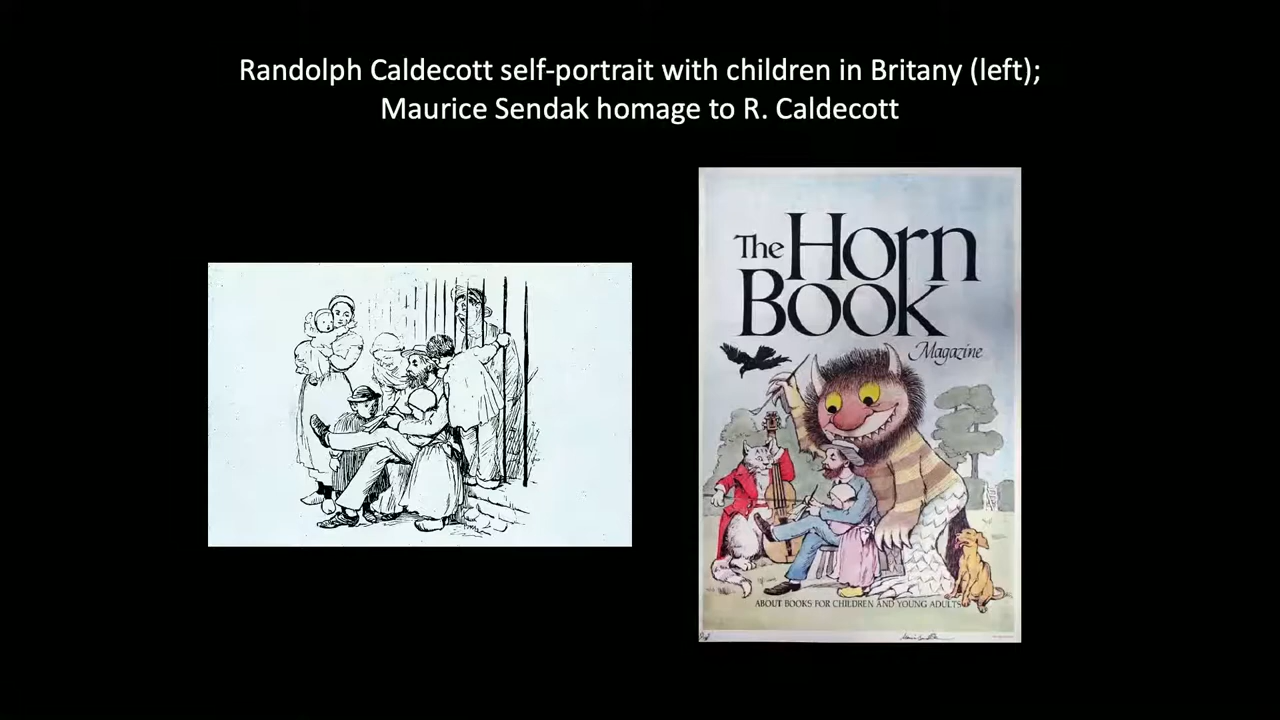 Randolph Caldecott self-portrait with children in Britany (left);
Maurice Sendak homage to R. Caldecott
The Horn
Book
Magazine
ABOUT BOOKS FOR CHILDREN AND YOUNG ADULTS